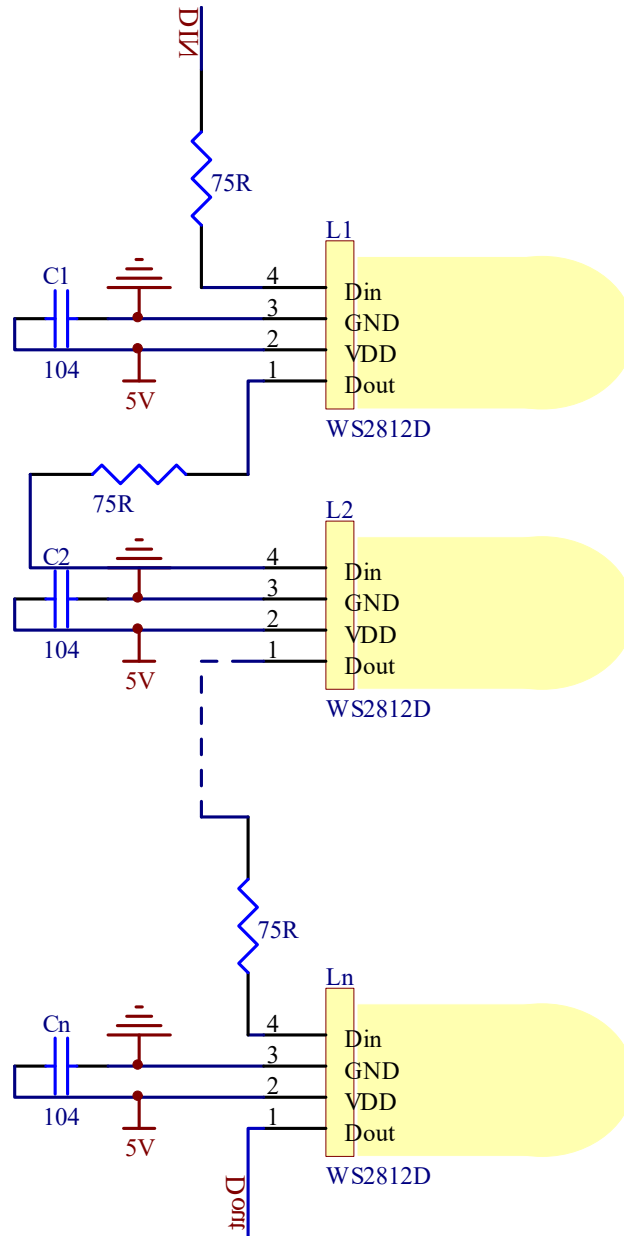 DIN
75R
L1
C1
104
5V
4
3
2
1
Din
GND
VDD
Dout
WS2812D
75R
L2
C2
104
5V
4
3
2
1
Din
GND
VDD
Dout
WS2812D
75R
Ln
Cn
104
5V
4
3
2
1
Din
GND
VDD
Dout
WS2812D
Dout